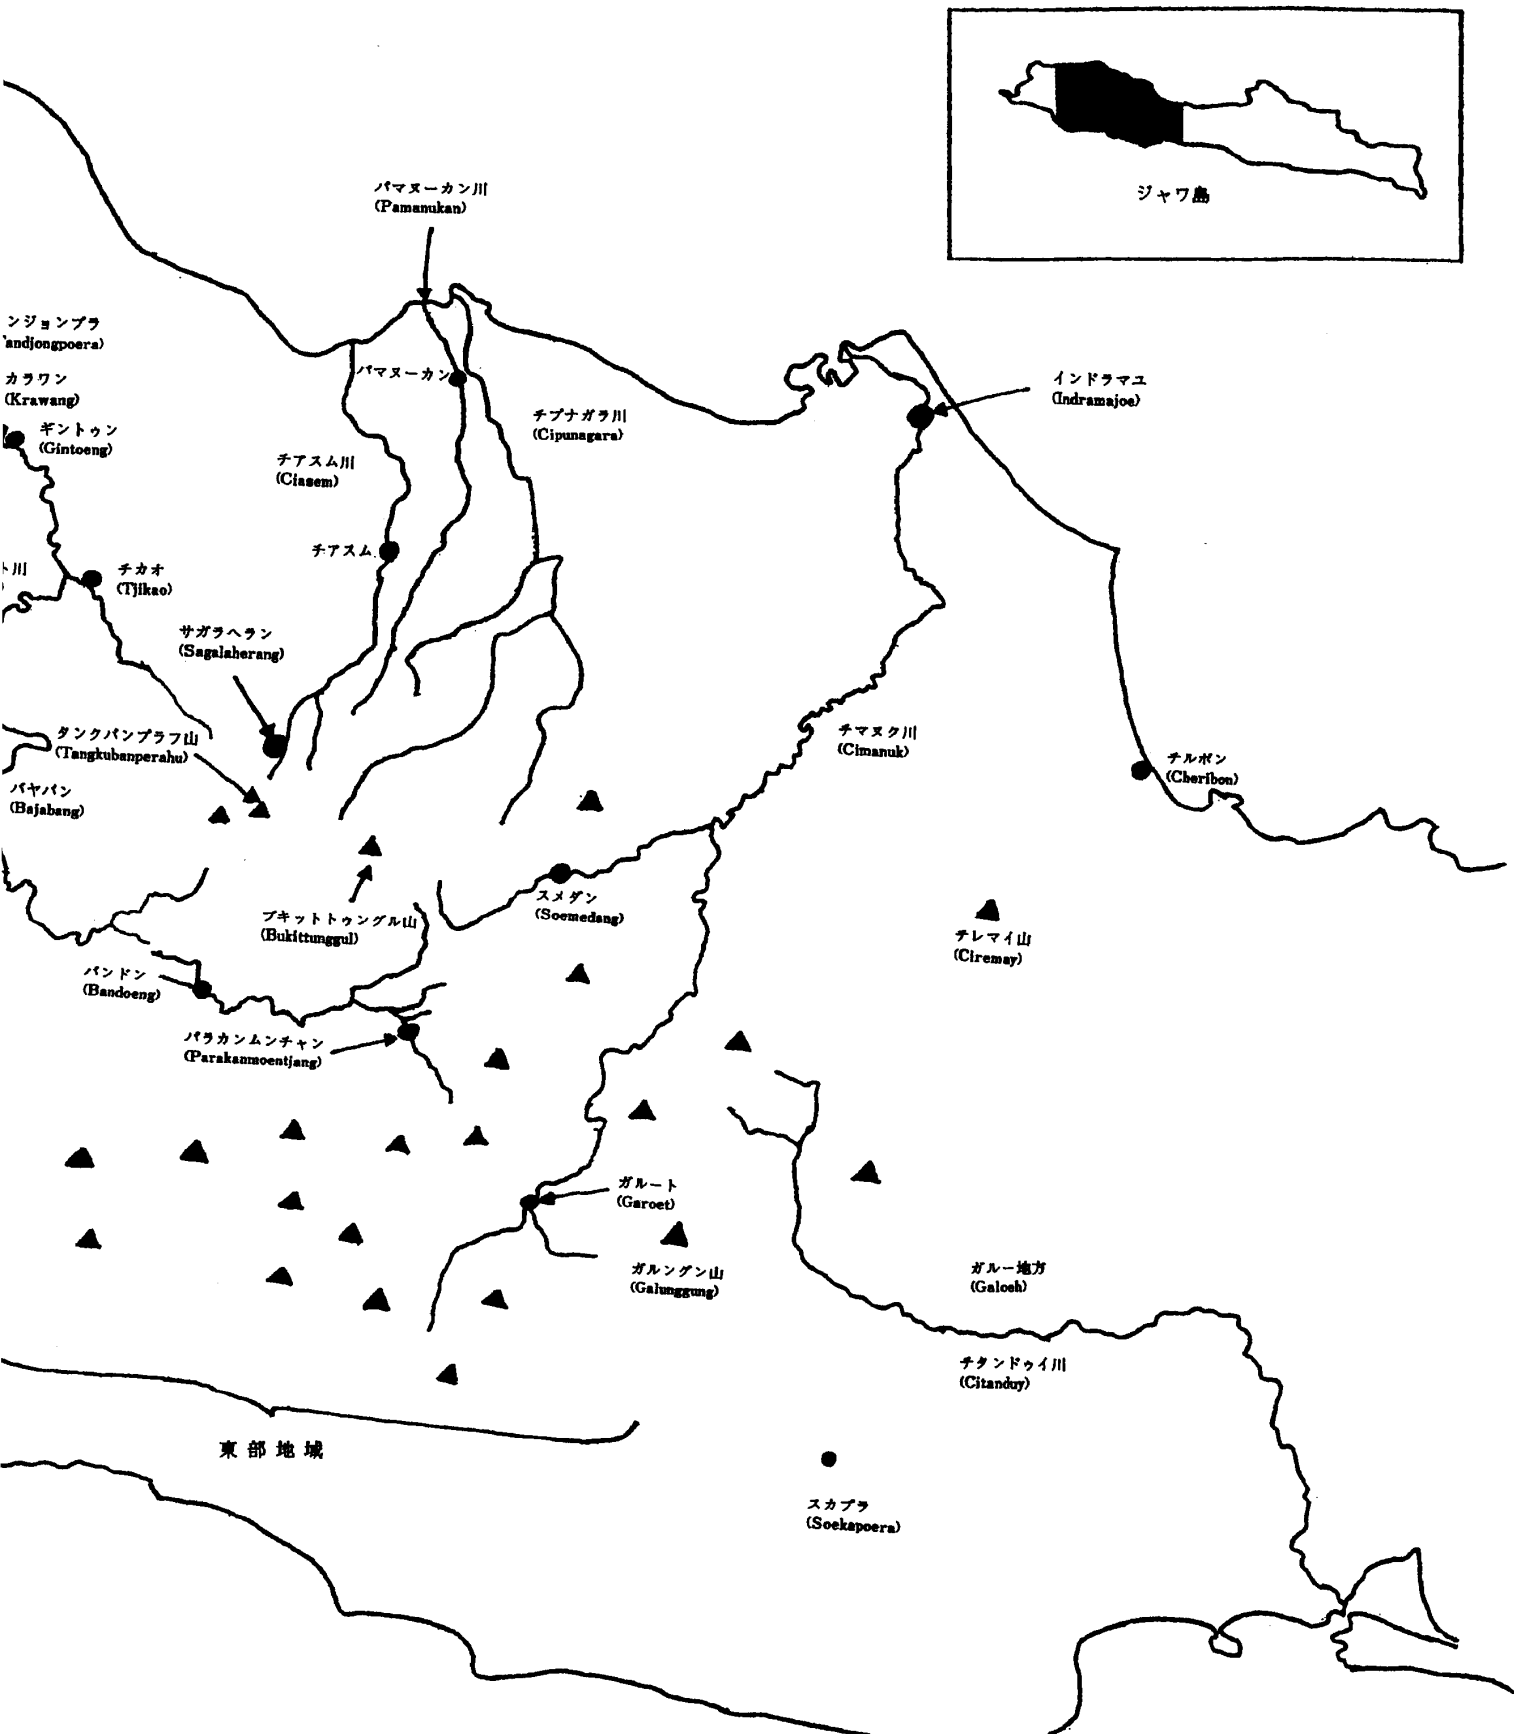 ジャワ島
パマヌーカン川
(Pamanukan)
ンジョンプラ
andjongpoera)
カラワン
(Krawang)
ギントゥン
(Gintoeng)
パマヌーカン
チプナガラ川
(Cipunagara)
インドラマユ
(Indramajoe)
チアスム川
(Ciasem)
チアスム
ト川
チカオ
(Tjikao)
サガラヘラン
(Sagalaherang)
タンクバンプラフ山
(Tangkubanperahu)
チマヌク川
(Cimanuk)
チルボン
(Cheribon)
バヤバン
(Bajabang)
スメダン
(Soemedang)
ブキットトゥングル山
(Bukittunggul)
テレマイ山
(Ciremay)
バンドン
(Bandoeng)
パラカンムンチャン
(Parakanmoentjang)
ガルート
(Garoet)
ガルングン山
(Galunggung)
ガルー地方
(Galoeh)
チタンドゥイ川
(Citanduy)
東部地域
スカプラ
(Soekapoera)